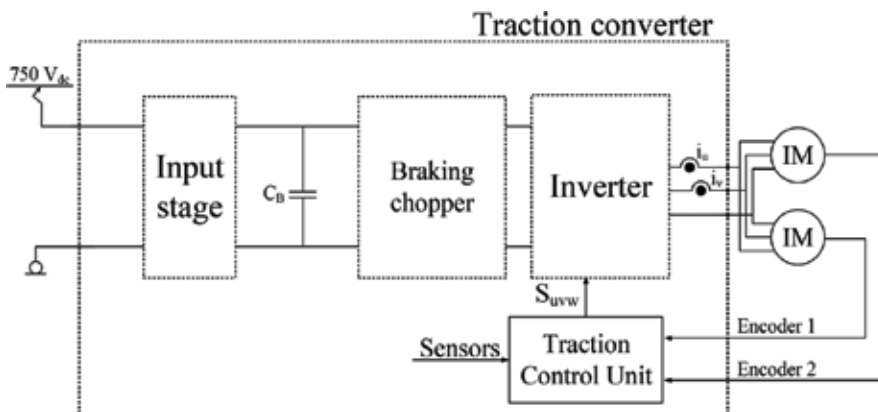 Traction converter
750 V_dc
Input
stage
C_B
Braking
chopper
Inverter
i_u
i_v
IM
IM
S_uvw
Sensors
Traction
Control Unit
Encoder 1
Encoder 2